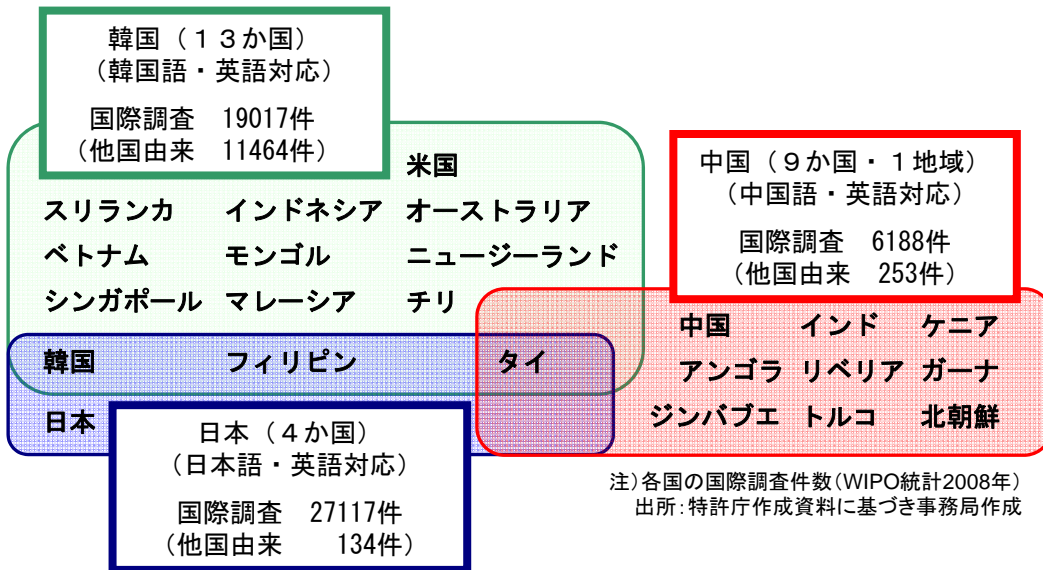 韓国（１３か国）
（韓国語・英語対応）
国際調査　19017件
（他国由来　11464件）
米国
スリランカ　インドネシア　オーストラリア
ベトナム　モンゴル　ニュージーランド
シンガポール　マレーシア　チリ
中国（９か国・１地域）
（中国語・英語対応）
国際調査　6188件
（他国由来　253件）
中国　インド　ケニア
韓国　フィリピン　タイ
アンゴラ　リベリア　ガーナ
日本
ジンバブエ　トルコ　北朝鮮
日本（４か国）
（日本語・英語対応）
国際調査　27117件
（他国由来　134件）
注）各国の国際調査件数（WIPO統計2008年）
出所：特許庁作成資料に基づき事務局作成